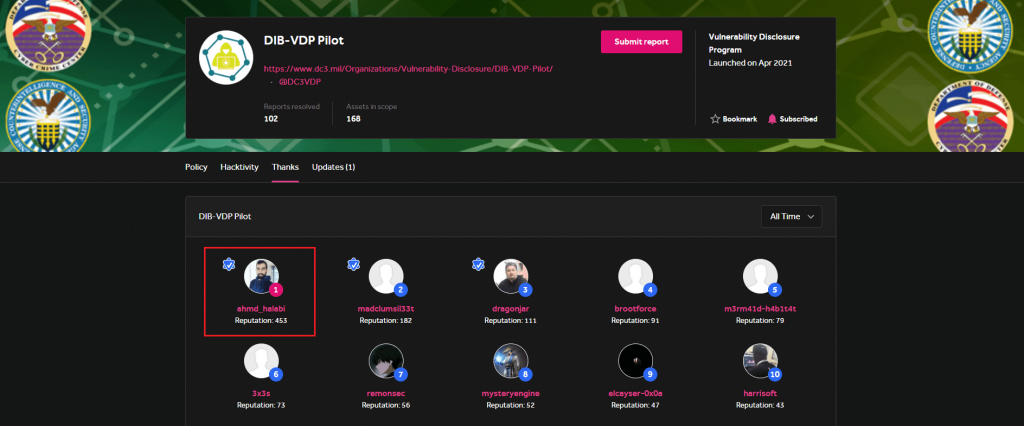 DIB-VDP Pilot
Submit report
https://www.dc3.mil/Organizations/Vulnerability-Disclosure/DIB-VDP-Pilot/
· @DC3VDP
Reports resolved
102
Assets in scope
168
Vulnerability Disclosure
Program
Launched on Apr 2021
Bookmark
Subscribed
Policy Hacktivity Thanks Updates (1)
DIB-VDP Pilot
All Time
1 2 3 4 5
ahmd_halabi madclumsil33t dragonjar brootforce m3rm41d-h4b1t4t
Reputation: 453 Reputation: 182 Reputation: 111 Reputation: 91 Reputation: 79
6 7 8 9 10
3x3s remonsec mysteryengine elcayser-0x0a harrisoft
Reputation: 73 Reputation: 56 Reputation: 52 Reputation: 47 Reputation: 43